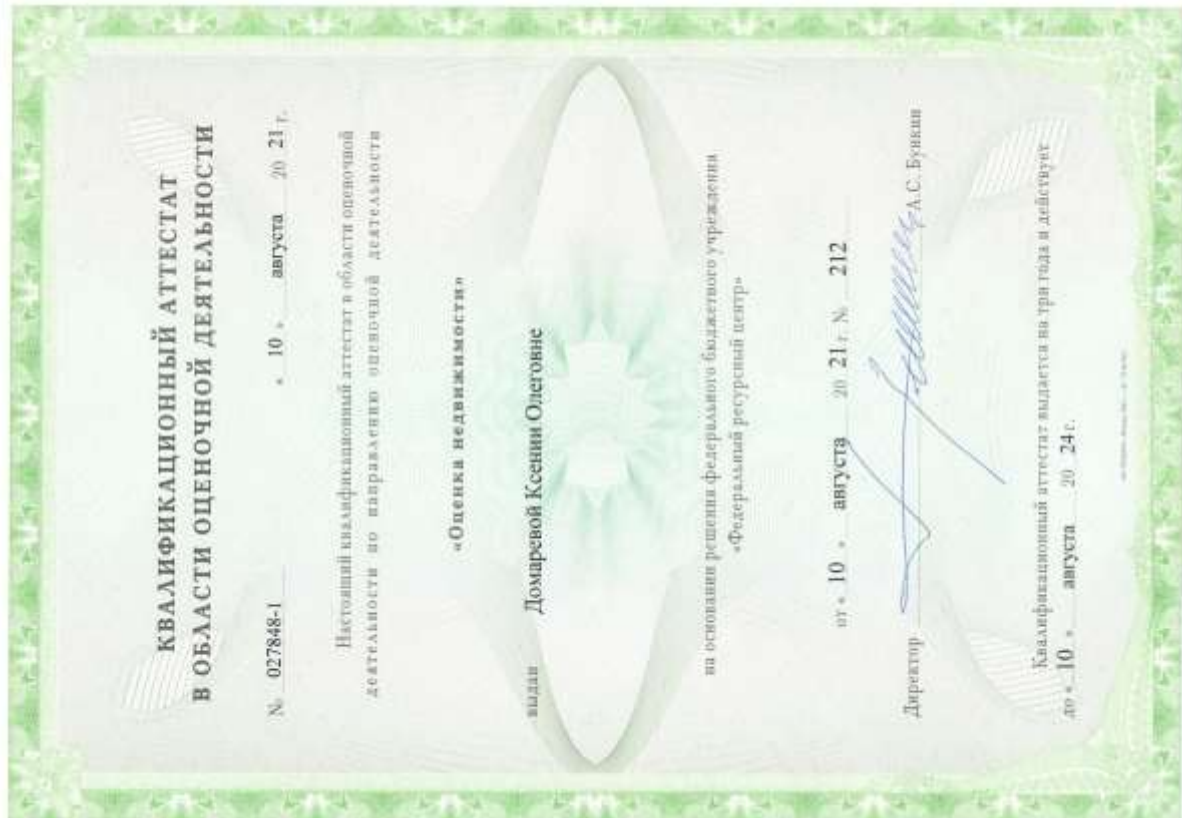 КВАЛИФИКАЦИОННЫЙ АТТЕСТАТ
В ОБЛАСТИ ОЦЕНОЧНОЙ ДЕЯТЕЛЬНОСТИ
№ 027848-1 « 10 » августа 20 21 г.
Настоящий квалификационный аттестат в области оценочной
деятельности по направлению оценочной деятельности
«Оценка недвижимости»
выдан Домаревой Ксении Олеговне
на основании решения федерального бюджетного учреждения
«Федеральный ресурсный центр»
от « 10 » августа 20 21 г. № 212
Директор А.С. Бункин
Квалификационный аттестат выдается на три года и действует
до « 10 » августа 20 24 г.